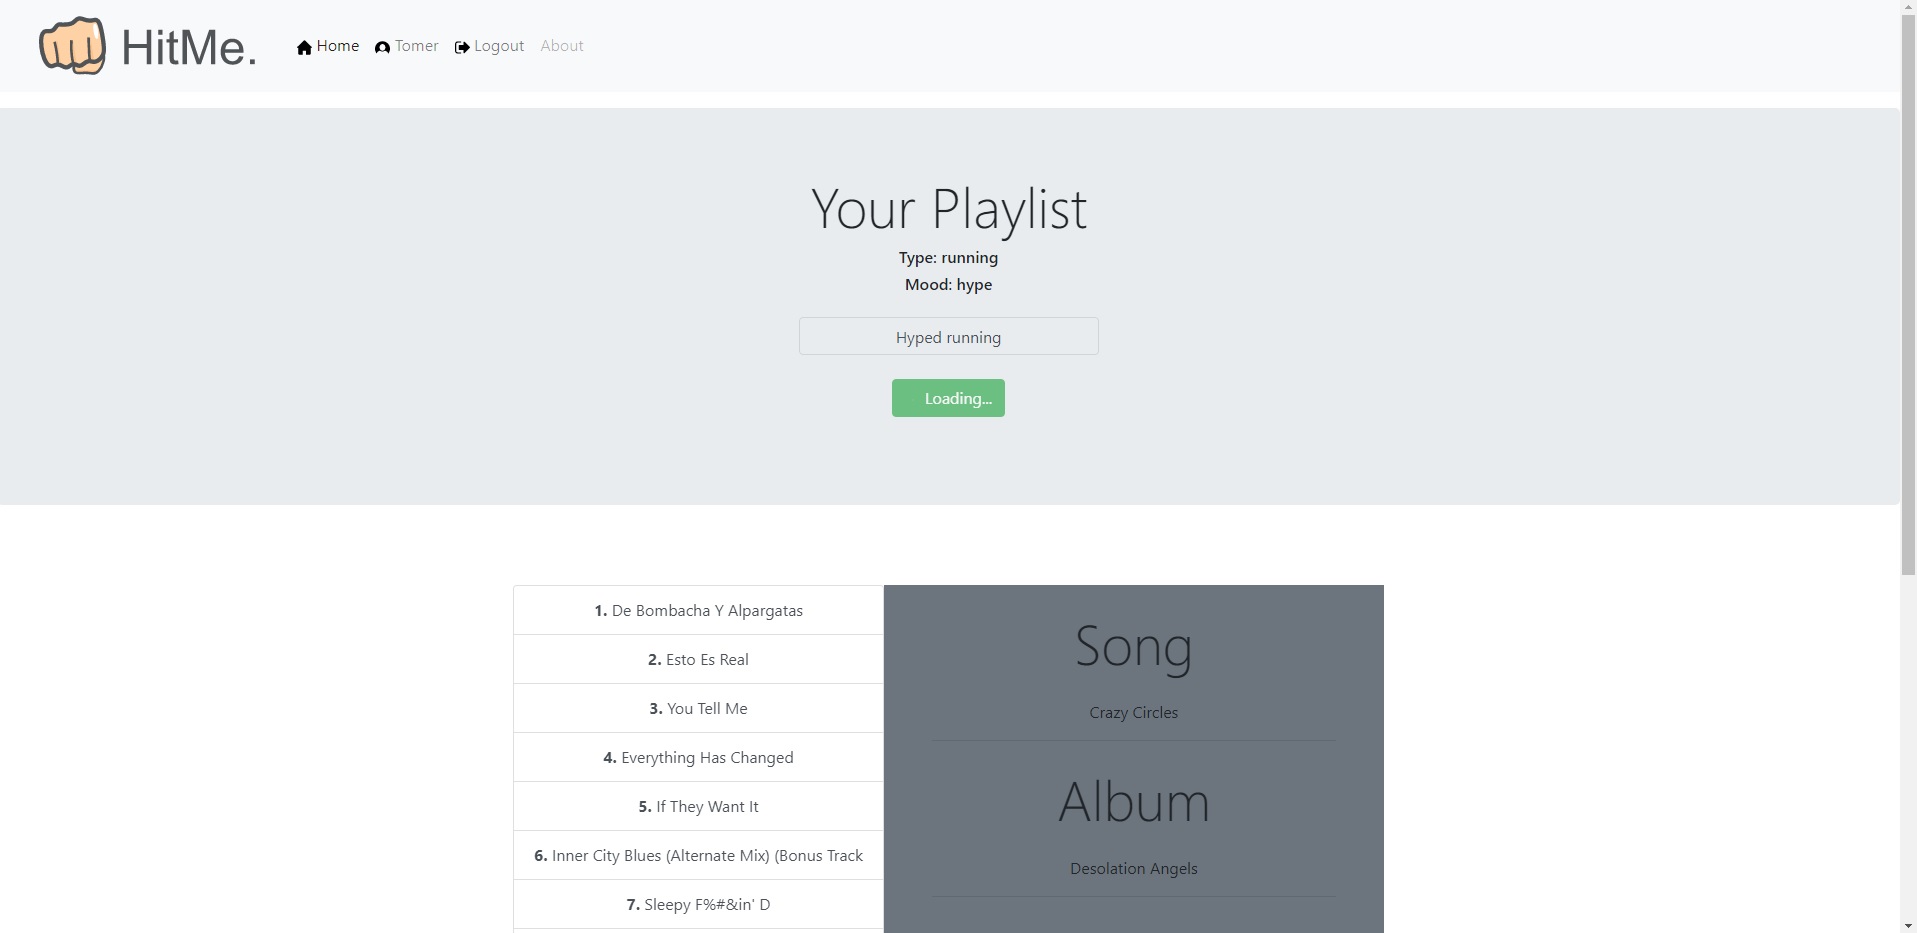 HitMe.
Home Tomer Logout About
Your Playlist
Type: running
Mood: hype
Hyped running
Loading...
1. De Bombacha Y Alpargatas
2. Esto Es Real
3. You Tell Me
4. Everything Has Changed
5. If They Want It
6. Inner City Blues (Alternate Mix) (Bonus Track
7. Sleepy F%#&in' D
Song
Crazy Circles
Album
Desolation Angels